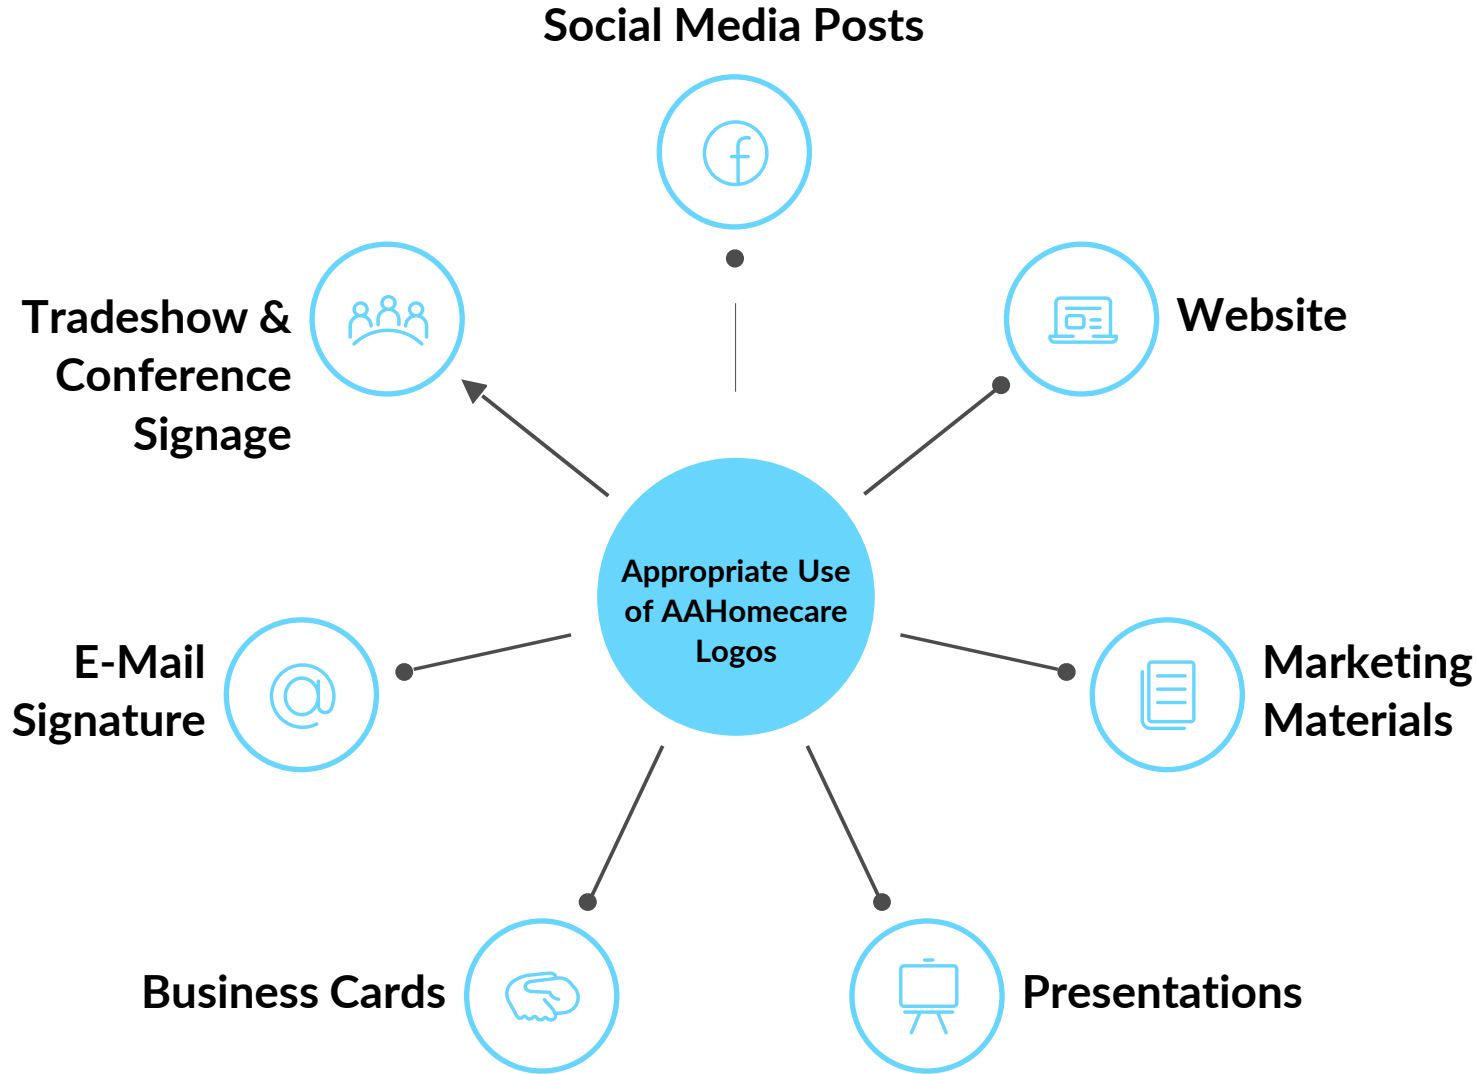 Social Media Posts
Website
Tradeshow &
Conference
Signage
Appropriate Use
of AAHomecare
Logos
E-Mail
Signature
Marketing
Materials
Business Cards
Presentations